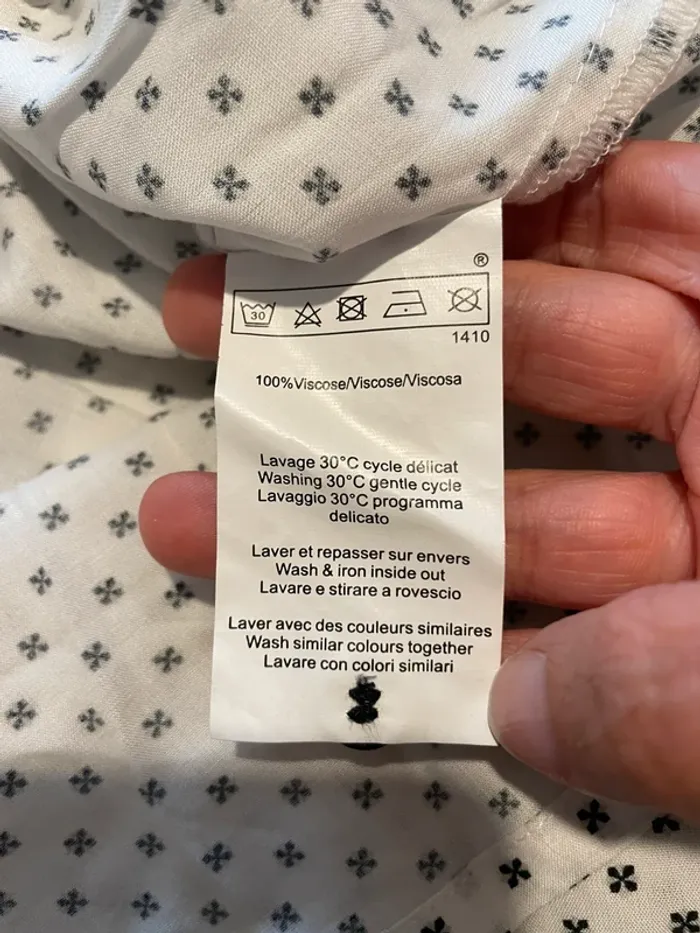 ®
30
1410
100%Viscose/Viscose/Viscosa
Lavage 30°C cycle délicat
Washing 30°C gentle cycle
Lavaggio 30°C programma
delicato
Laver et repasser sur envers
Wash & iron inside out
Lavare e stirare a rovescio
Laver avec des couleurs similaires
Wash similar colours together
Lavare con colori similari